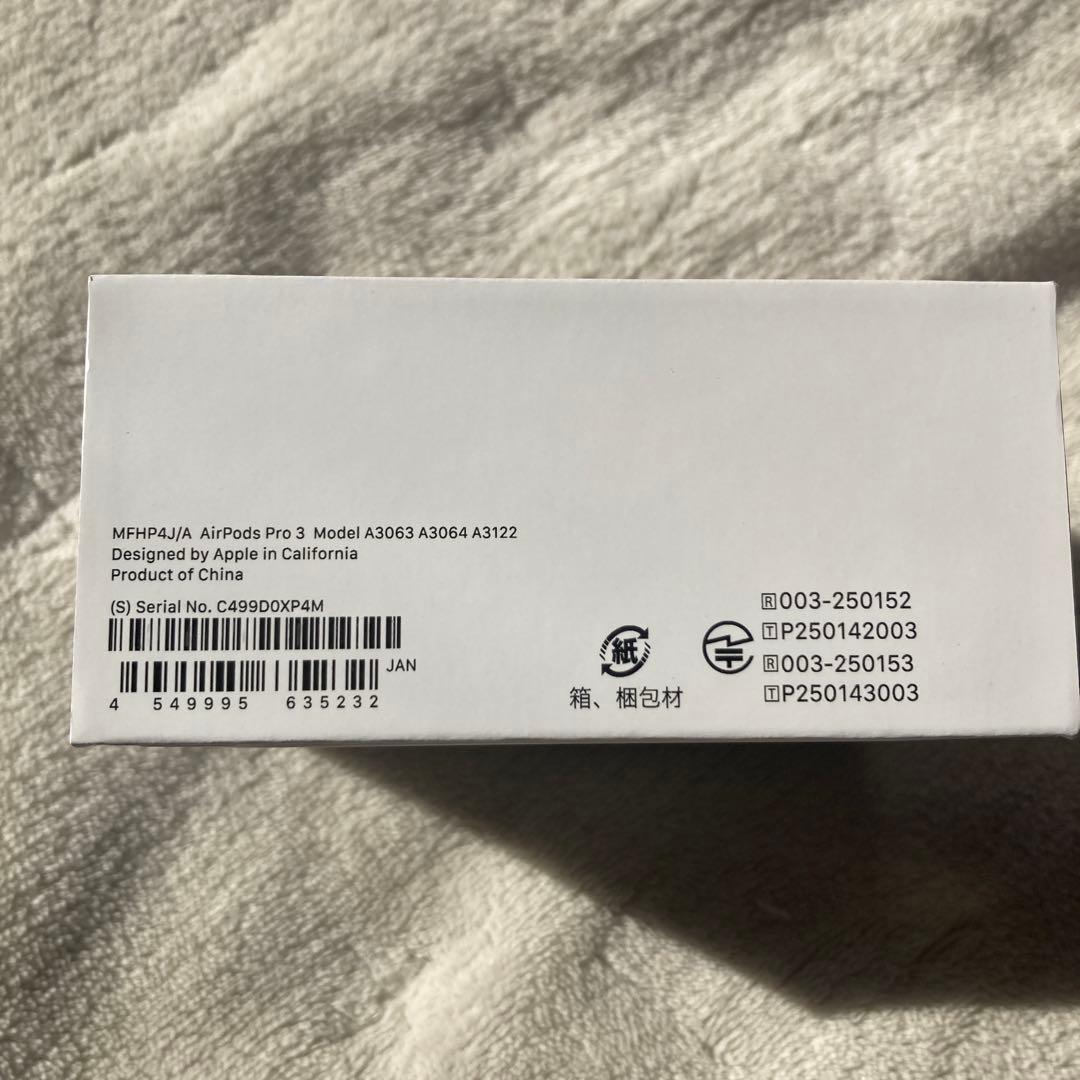 MFHP4J/A AirPods Pro 3 Model A3063 A3064 A3122
Designed by Apple in California
Product of China
(S) Serial No. C499D0XP4M
JAN
4 549995 635232
紙
箱、梱包材
🅁003-250152
🅃P250142003
🅁003-250153
🅃P250143003